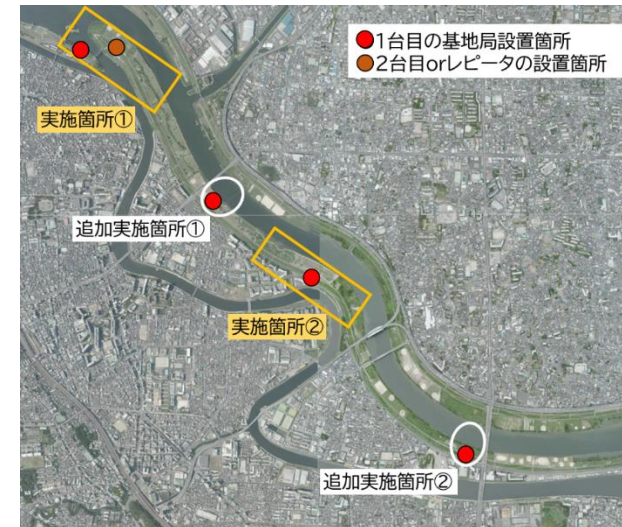 1台目の基地局設置箇所
2台目orレピータの設置箇所
実施箇所①
追加実施箇所①
実施箇所②
追加実施箇所②